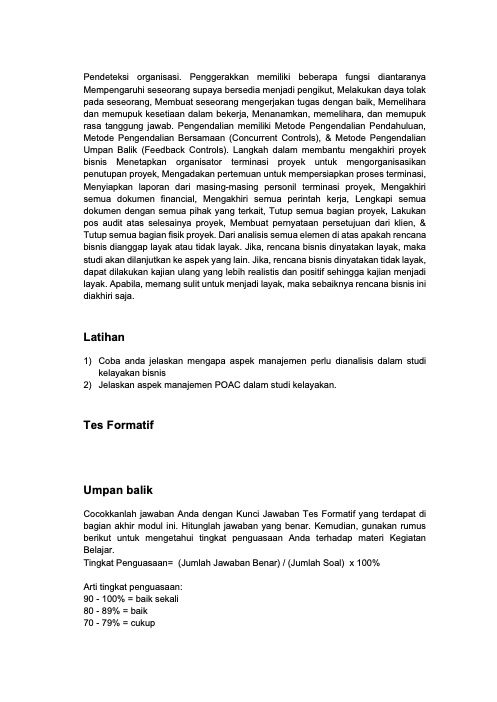 Pendeteksi organisasi. Penggerakkan memiliki beberapa fungsi diantaranya
Mempengaruhi seseorang supaya bersedia menjadi pengikut, Melakukan daya tolak
pada seseorang, Membuat seseorang mengerjakan tugas dengan baik, Memelihara
dan memupuk kesetiaan dalam bekerja, Menanamkan, memelihara, dan memupuk
rasa tanggung jawab. Pengendalian memiliki Metode Pengendalian Pendahuluan,
Metode Pengendalian Bersamaan (Concurrent Controls), & Metode Pengendalian
Umpan Balik (Feedback Controls). Langkah dalam membantu mengakhiri proyek
bisnis Menetapkan organisator terminasi proyek untuk mengorganisasikan
penutupan proyek, Mengadakan pertemuan untuk mempersiapkan proses terminasi,
Menyiapkan laporan dari masing-masing personil terminasi proyek, Mengakhiri
semua dokumen financial, Mengakhiri semua perintah kerja, Lengkapi semua
dokumen dengan semua pihak yang terkait, Tutup semua bagian proyek, Lakukan
pos audit atas selesainya proyek, Membuat pernyataan persetujuan dari klien, &
Tutup semua bagian fisik proyek. Dari analisis semua elemen di atas apakah rencana
bisnis dianggap layak atau tidak layak. Jika, rencana bisnis dinyatakan layak, maka
studi akan dilanjutkan ke aspek yang lain. Jika, rencana bisnis dinyatakan tidak layak,
dapat dilakukan kajian ulang yang lebih realistis dan positif sehingga kajian menjadi
layak. Apabila, memang sulit untuk menjadi layak, maka sebaiknya rencana bisnis ini
diakhiri saja.
Latihan
1) Coba anda jelaskan mengapa aspek manajemen perlu dianalisis dalam studi
kelayakan bisnis
2) Jelaskan aspek manajemen POAC dalam studi kelayakan.
Tes Formatif
Umpan balik
Cocokkanlah jawaban Anda dengan Kunci Jawaban Tes Formatif yang terdapat di
bagian akhir modul ini. Hitunglah jawaban yang benar. Kemudian, gunakan rumus
berikut untuk mengetahui tingkat penguasaan Anda terhadap materi Kegiatan
Belajar.
Tingkat Penguasaan= (Jumlah Jawaban Benar) / (Jumlah Soal) x 100%
Arti tingkat penguasaan:
90 - 100% = baik sekali
80 - 89% = baik
70 - 79% = cukup